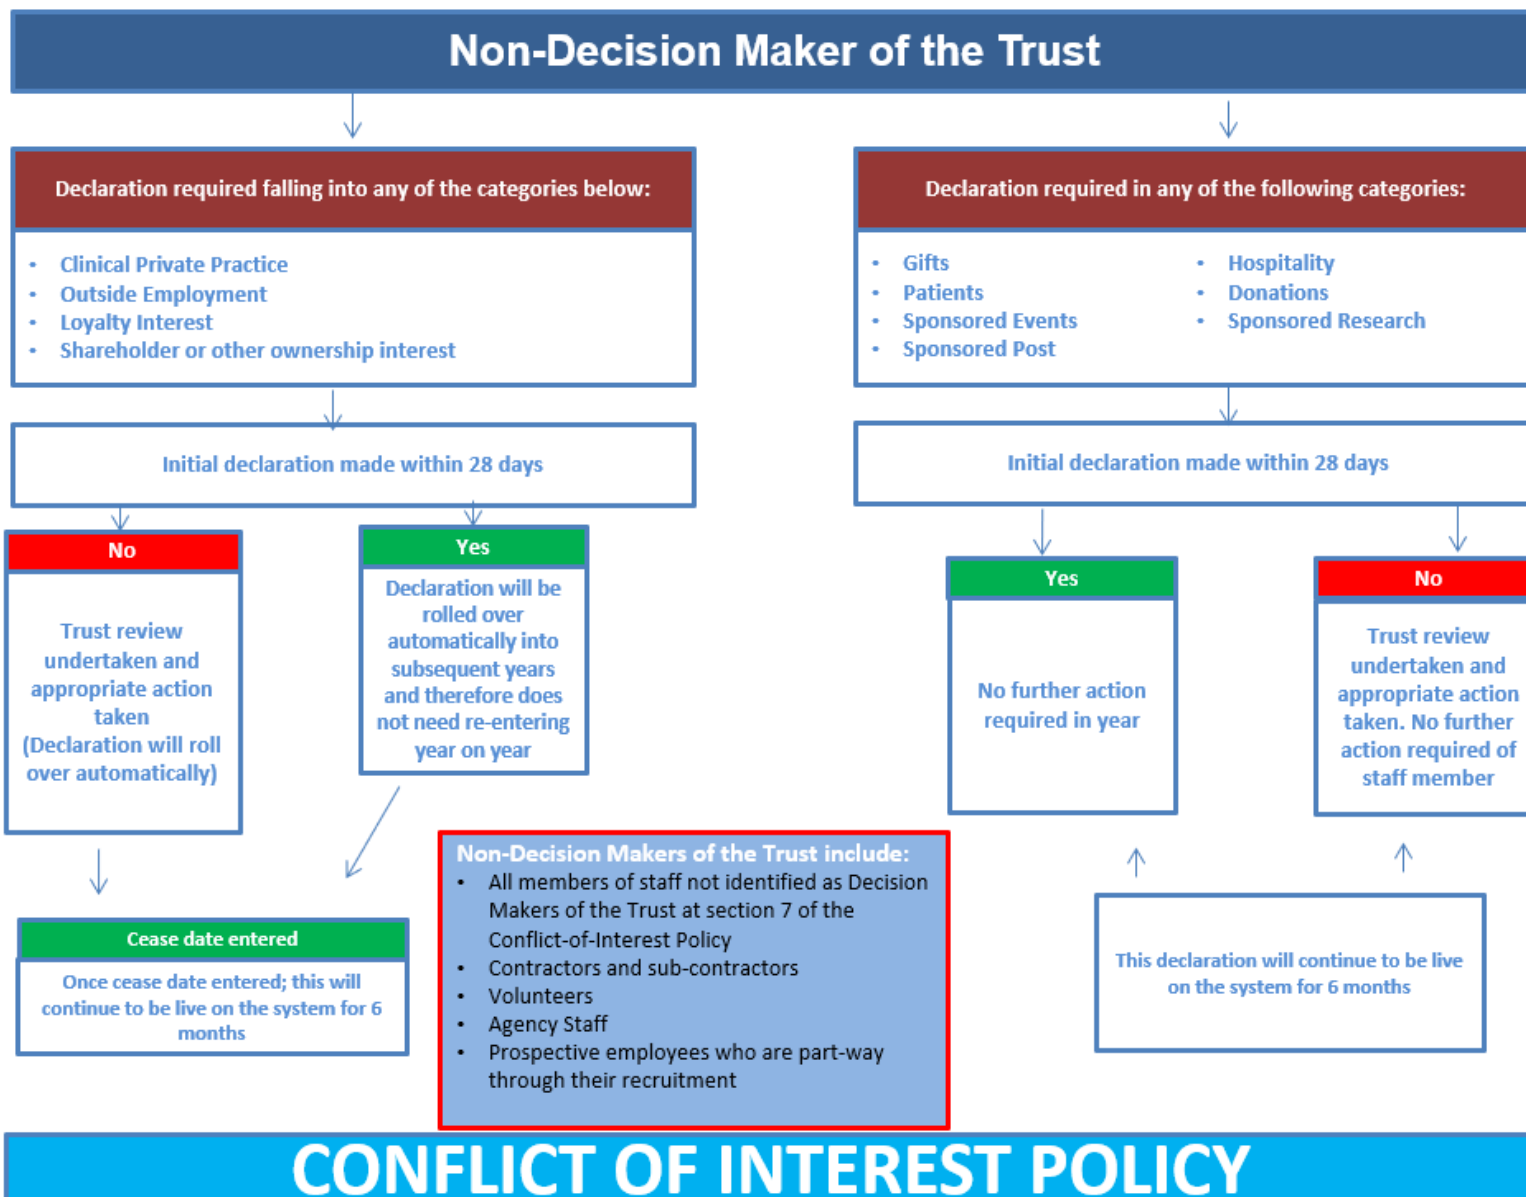 Non-Decision Maker of the Trust
Declaration required falling into any of the categories below:
• Clinical Private Practice
• Outside Employment
• Loyalty Interest
• Shareholder or other ownership interest
Initial declaration made within 28 days
No
Trust review
undertaken and
appropriate action
taken
(Declaration will roll
over automatically)
Yes
Declaration will be
rolled over
automatically into
subsequent years
and therefore does
not need re-entering
year on year
Cease date entered
Once cease date entered; this will
continue to be live on the system for 6
months
Declaration required in any of the following categories:
• Gifts
• Patients
• Sponsored Events
• Sponsored Post
• Hospitality
• Donations
• Sponsored Research
Initial declaration made within 28 days
Yes
No further action
required in year
No
Trust review
undertaken and
appropriate action
taken. No further
action required of
staff member
This declaration will continue to be live
on the system for 6 months
Non-Decision Makers of the Trust include:
• All members of staff not identified as Decision
Makers of the Trust at section 7 of the
Conflict-of-Interest Policy
• Contractors and sub-contractors
• Volunteers
• Agency Staff
• Prospective employees who are part-way
through their recruitment
CONFLICT OF INTEREST POLICY